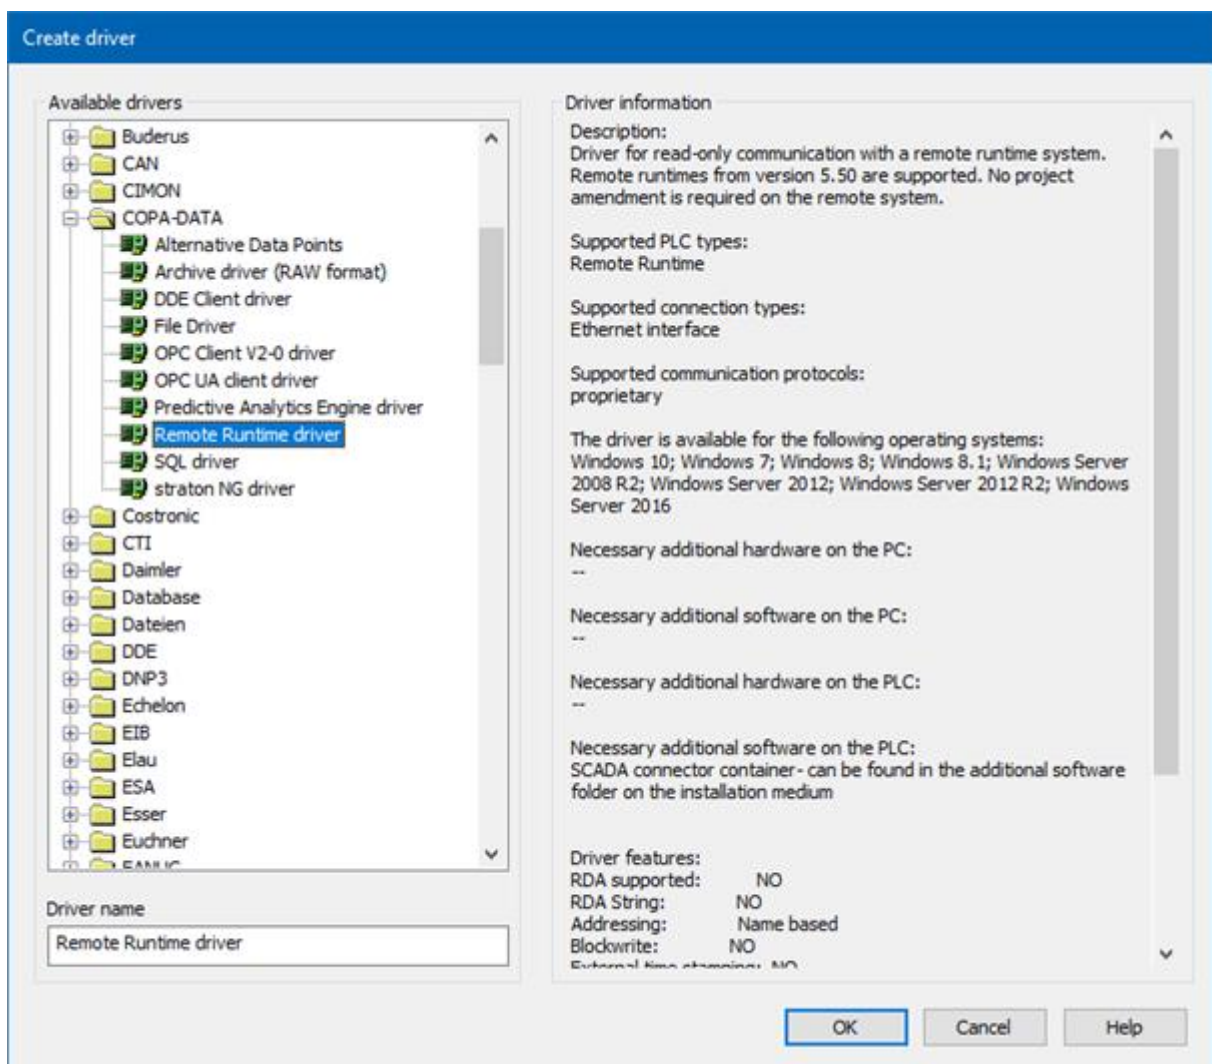 Create driver
Available drivers
Buderus
CAN
CIMON
COPA-DATA
Alternative Data Points
Archive driver (RAW format)
DDE Client driver
File Driver
OPC Client V2-0 driver
OPC UA client driver
Predictive Analytics Engine driver
Remote Runtime driver
SQL driver
straton NG driver
Costronic
CTI
Daimler
Database
Dateien
DDE
DNP3
Echelon
EIB
Elau
ESA
Esser
Euchner
FANUC
Driver name
Remote Runtime driver
Driver information
Description:
Driver for read-only communication with a remote runtime system.
Remote runtimes from version 5.50 are supported. No project
amendment is required on the remote system.
Supported PLC types:
Remote Runtime
Supported connection types:
Ethernet interface
Supported communication protocols:
proprietary
The driver is available for the following operating systems:
Windows 10; Windows 7; Windows 8; Windows 8.1; Windows Server
2008 R2; Windows Server 2012; Windows Server 2012 R2; Windows
Server 2016
Necessary additional hardware on the PC:
--
Necessary additional software on the PC:
--
Necessary additional hardware on the PLC:
--
Necessary additional software on the PLC:
SCADA connector container- can be found in the additional software
folder on the installation medium
Driver features:
RDA supported: NO
RDA String: NO
Addressing: Name based
Blockwrite: NO
External time stamping: NO
OK
Cancel
Help